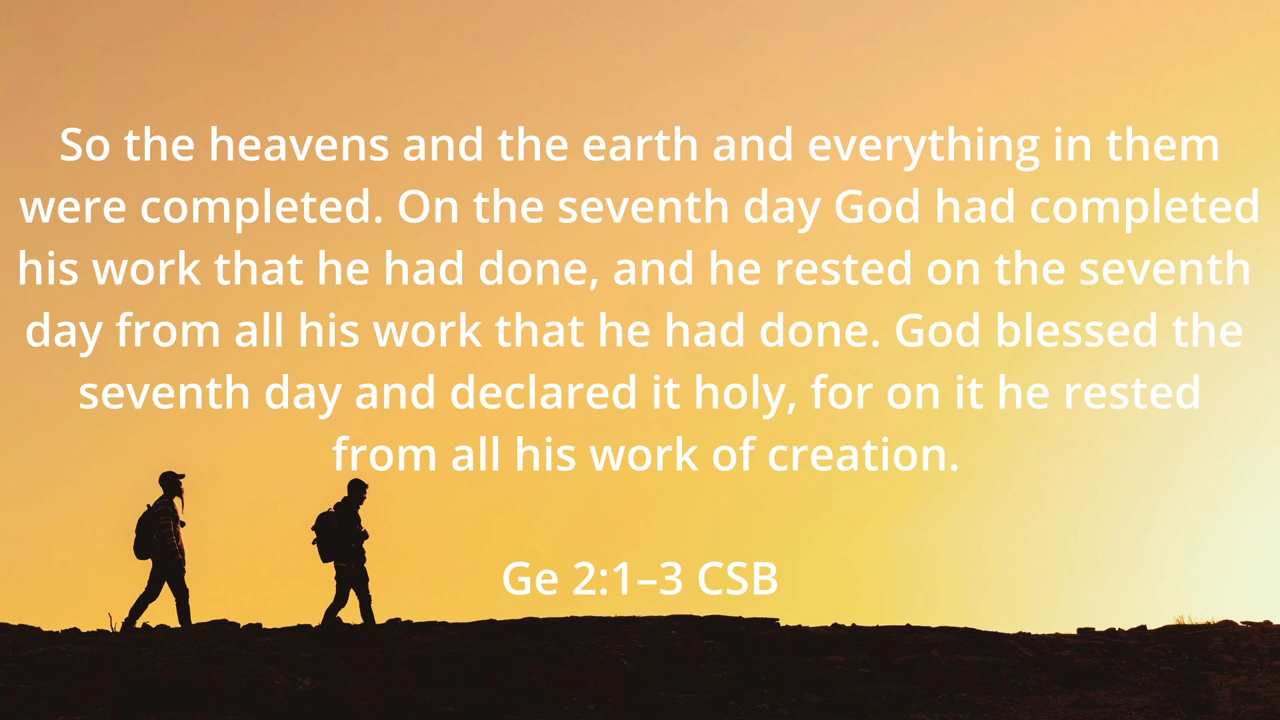 So the heavens and the earth and everything in them
were completed. On the seventh day God had completed
his work that he had done, and he rested on the seventh
day from all his work that he had done. God blessed the
seventh day and declared it holy, for on it he rested
from all his work of creation.
Ge 2:1–3 CSB